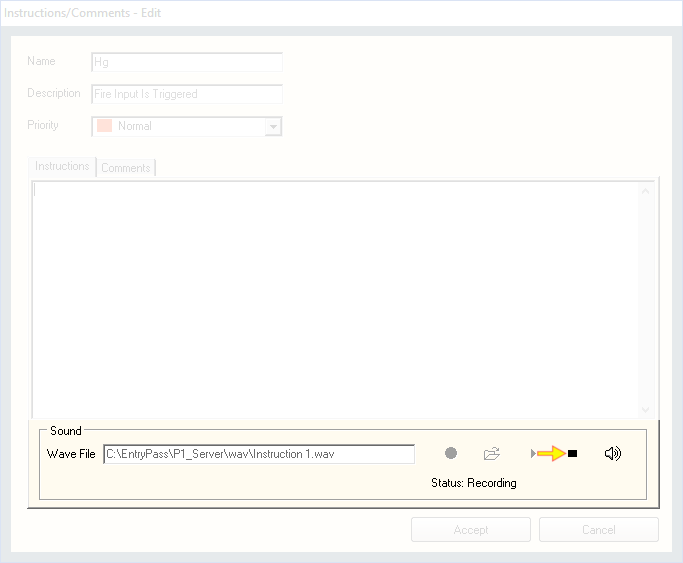 Instructions/Comments - Edit
Name Hg
Description Fire Input Is Triggered
Priority Normal
Instructions Comments
Sound
Wave File C:\EntryPass\P1_Server\wav\Instruction 1.wav
Status: Recording
Accept Cancel